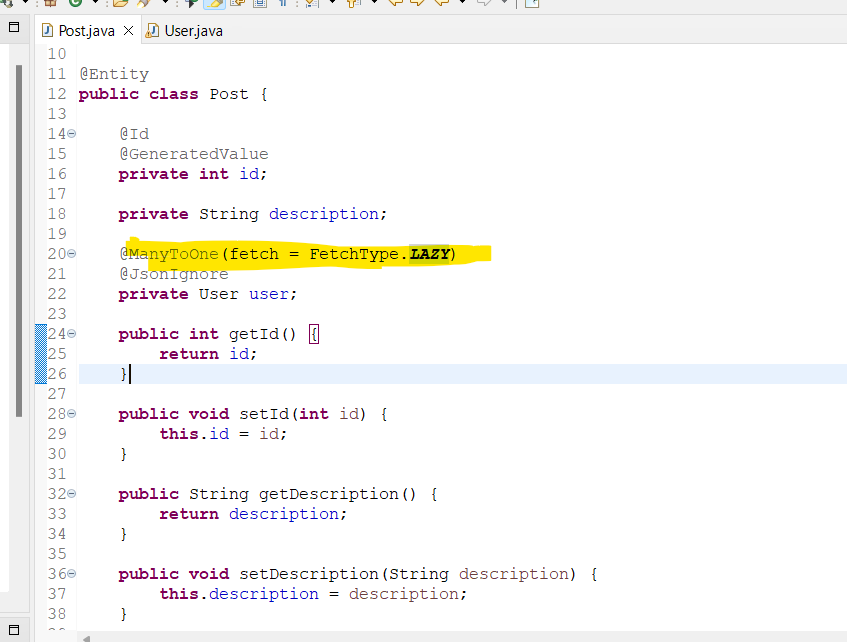 Post.java
User.java
10
11 @Entity
12 public class Post {
13
14 @Id
15 @GeneratedValue
16 private int id;
17
18 private String description;
19
20 @ManyToOne(fetch = FetchType.LAZY)
21 @JsonIgnore
22 private User user;
23
24 public int getId() {
25 return id;
26 }
27
28 public void setId(int id) {
29 this.id = id;
30 }
31
32 public String getDescription() {
33 return description;
34 }
35
36 public void setDescription(String description) {
37 this.description = description;
38 }